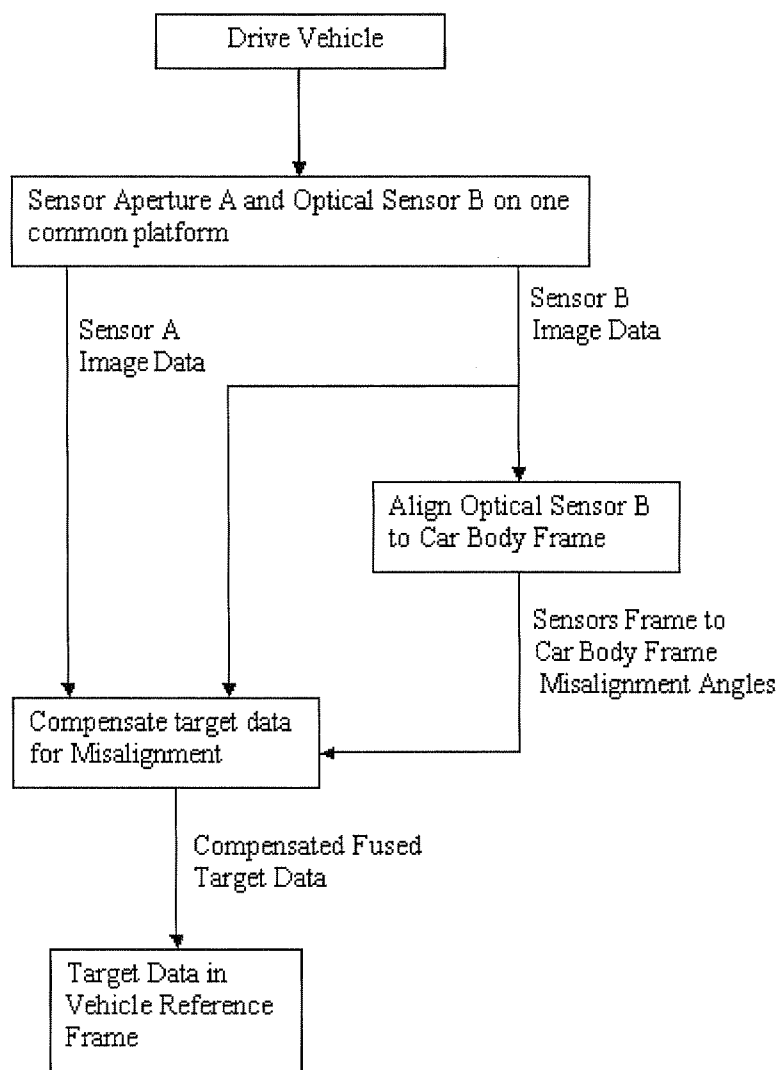 Drive Vehicle
Sensor Aperture A and Optical Sensor B on one
common platform
Sensor A
Image Data
Sensor B
Image Data
Align Optical Sensor B
to Car Body Frame
Sensors Frame to
Car Body Frame
Misalignment Angles
Compensate target data
for Misalignment
Compensated Fused
Target Data
Target Data in
Vehicle Reference
Frame